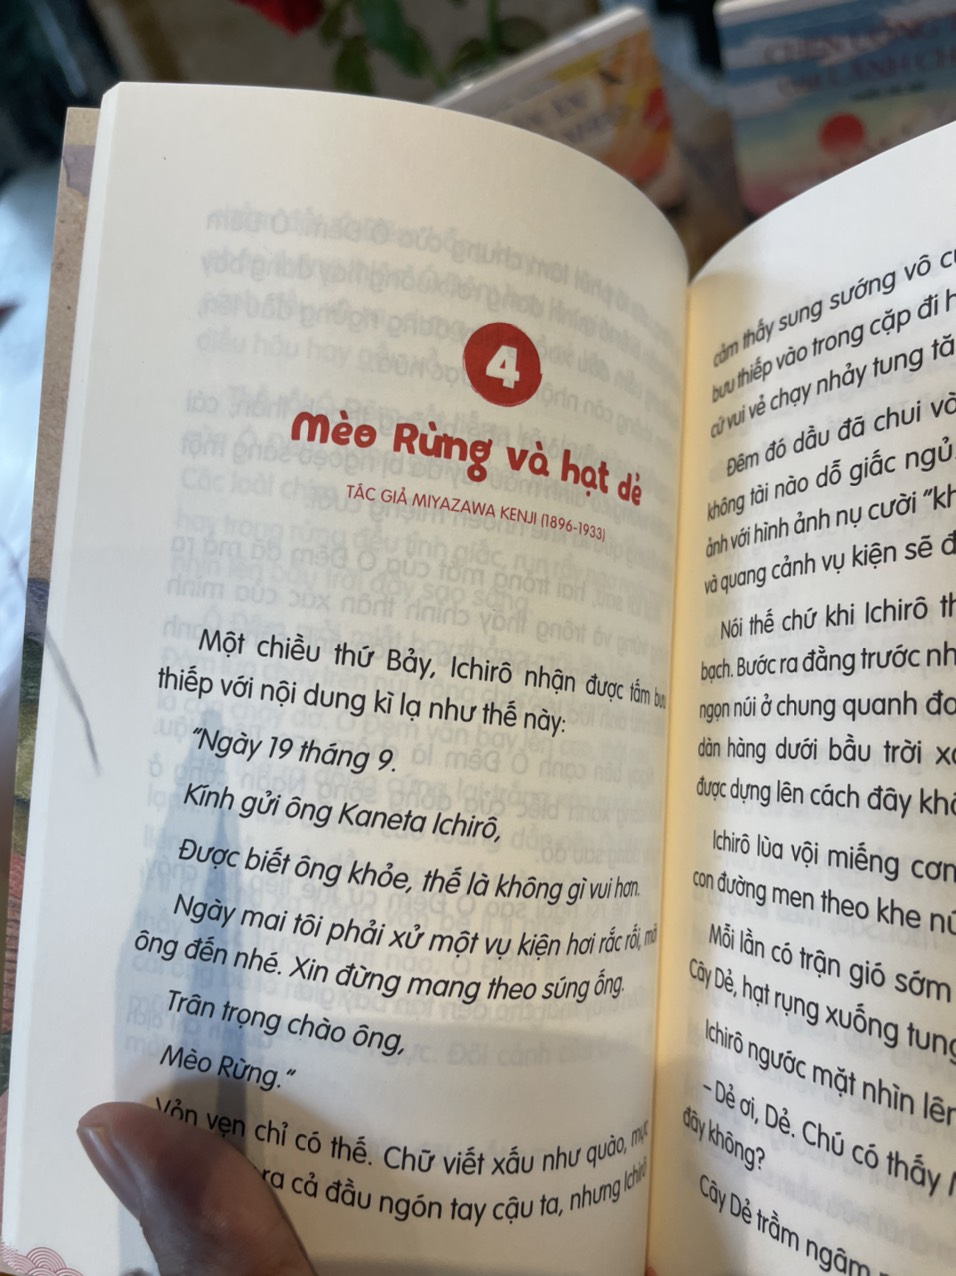 4
Mèo Rừng và hạt dẻ
TÁC GIẢ MIYAZAWA KENJI (1896-1933)
Một chiều thứ Bảy, Ichirô nhận được tấm bưu
thiếp với nội dung kì lạ như thế này:
“Ngày 19 tháng 9.
Kính gửi ông Kaneta Ichirô,
Được biết ông khỏe, thế là không gì vui hơn.
Ngày mai tôi phải xử một vụ kiện hơi rắc rối,
ông đến nhé. Xin đừng mang theo súng ống.
Trân trọng chào ông,
Mèo Rừng.”
Vỏn vẹn chỉ có thế. Chữ viết xấu như quào, mực
ra cả đầu ngón tay cậu ta, nhưng Ichirô
cảm thấy sung sướng vô
bưu thiếp vào trong cặp đi
cứ vui vẻ chạy nhảy tung
Đêm đó dầu đã chui
không tài nào dỗ giấc ngủ.
ảnh với hình ảnh nụ cười
và quang cảnh vụ kiện sẽ
Nói thế chứ khi Ichirô
bạch. Bước ra đằng trước
ngọn núi ở chung quanh
dàn hàng dưới bầu trời
được dựng lên cách đây
Ichirô lùa vội miếng cơm
con đường men theo khe
Mỗi lần có trận gió sớm
Cây Dẻ, hạt rụng xuống
Ichirô ngước mặt nhìn lên
– Dẻ ơi, Dẻ. Chú có thấy
đây không?
Cây Dẻ trầm ngâm